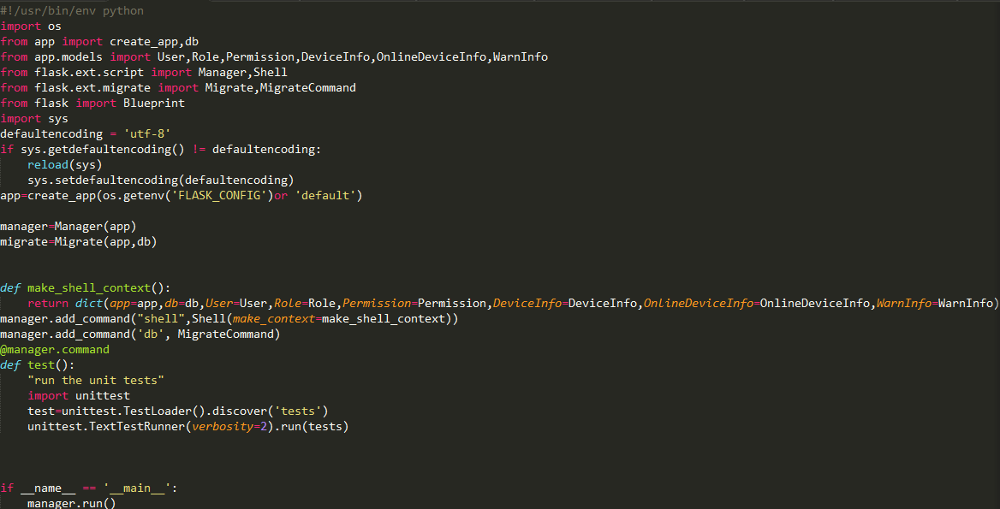 #!/usr/bin/env python
import os
from app import create_app,db
from app.models import User,Role,Permission,DeviceInfo,OnlineDeviceInfo,WarnInfo
from flask.ext.script import Manager,Shell
from flask.ext.migrate import Migrate,MigrateCommand
from flask import Blueprint
import sys
defaultencoding = 'utf-8'
if sys.getdefaultencoding() != defaultencoding:
    reload(sys)
    sys.setdefaultencoding(defaultencoding)
app=create_app(os.getenv('FLASK_CONFIG')or 'default')
manager=Manager(app)
migrate=Migrate(app,db)
def make_shell_context():
    return dict(app=app,db=db,User=User,Role=Role,Permission=Permission,DeviceInfo=DeviceInfo,OnlineDeviceInfo=OnlineDeviceInfo,WarnInfo=WarnInfo)
manager.add_command("shell",Shell(make_context=make_shell_context))
manager.add_command('db', MigrateCommand)
@manager.command
def test():
    "run the unit tests"
    import unittest
    test=unittest.TestLoader().discover('tests')
    unittest.TextTestRunner(verbosity=2).run(tests)
if __name__ == '__main__':
    manager.run()